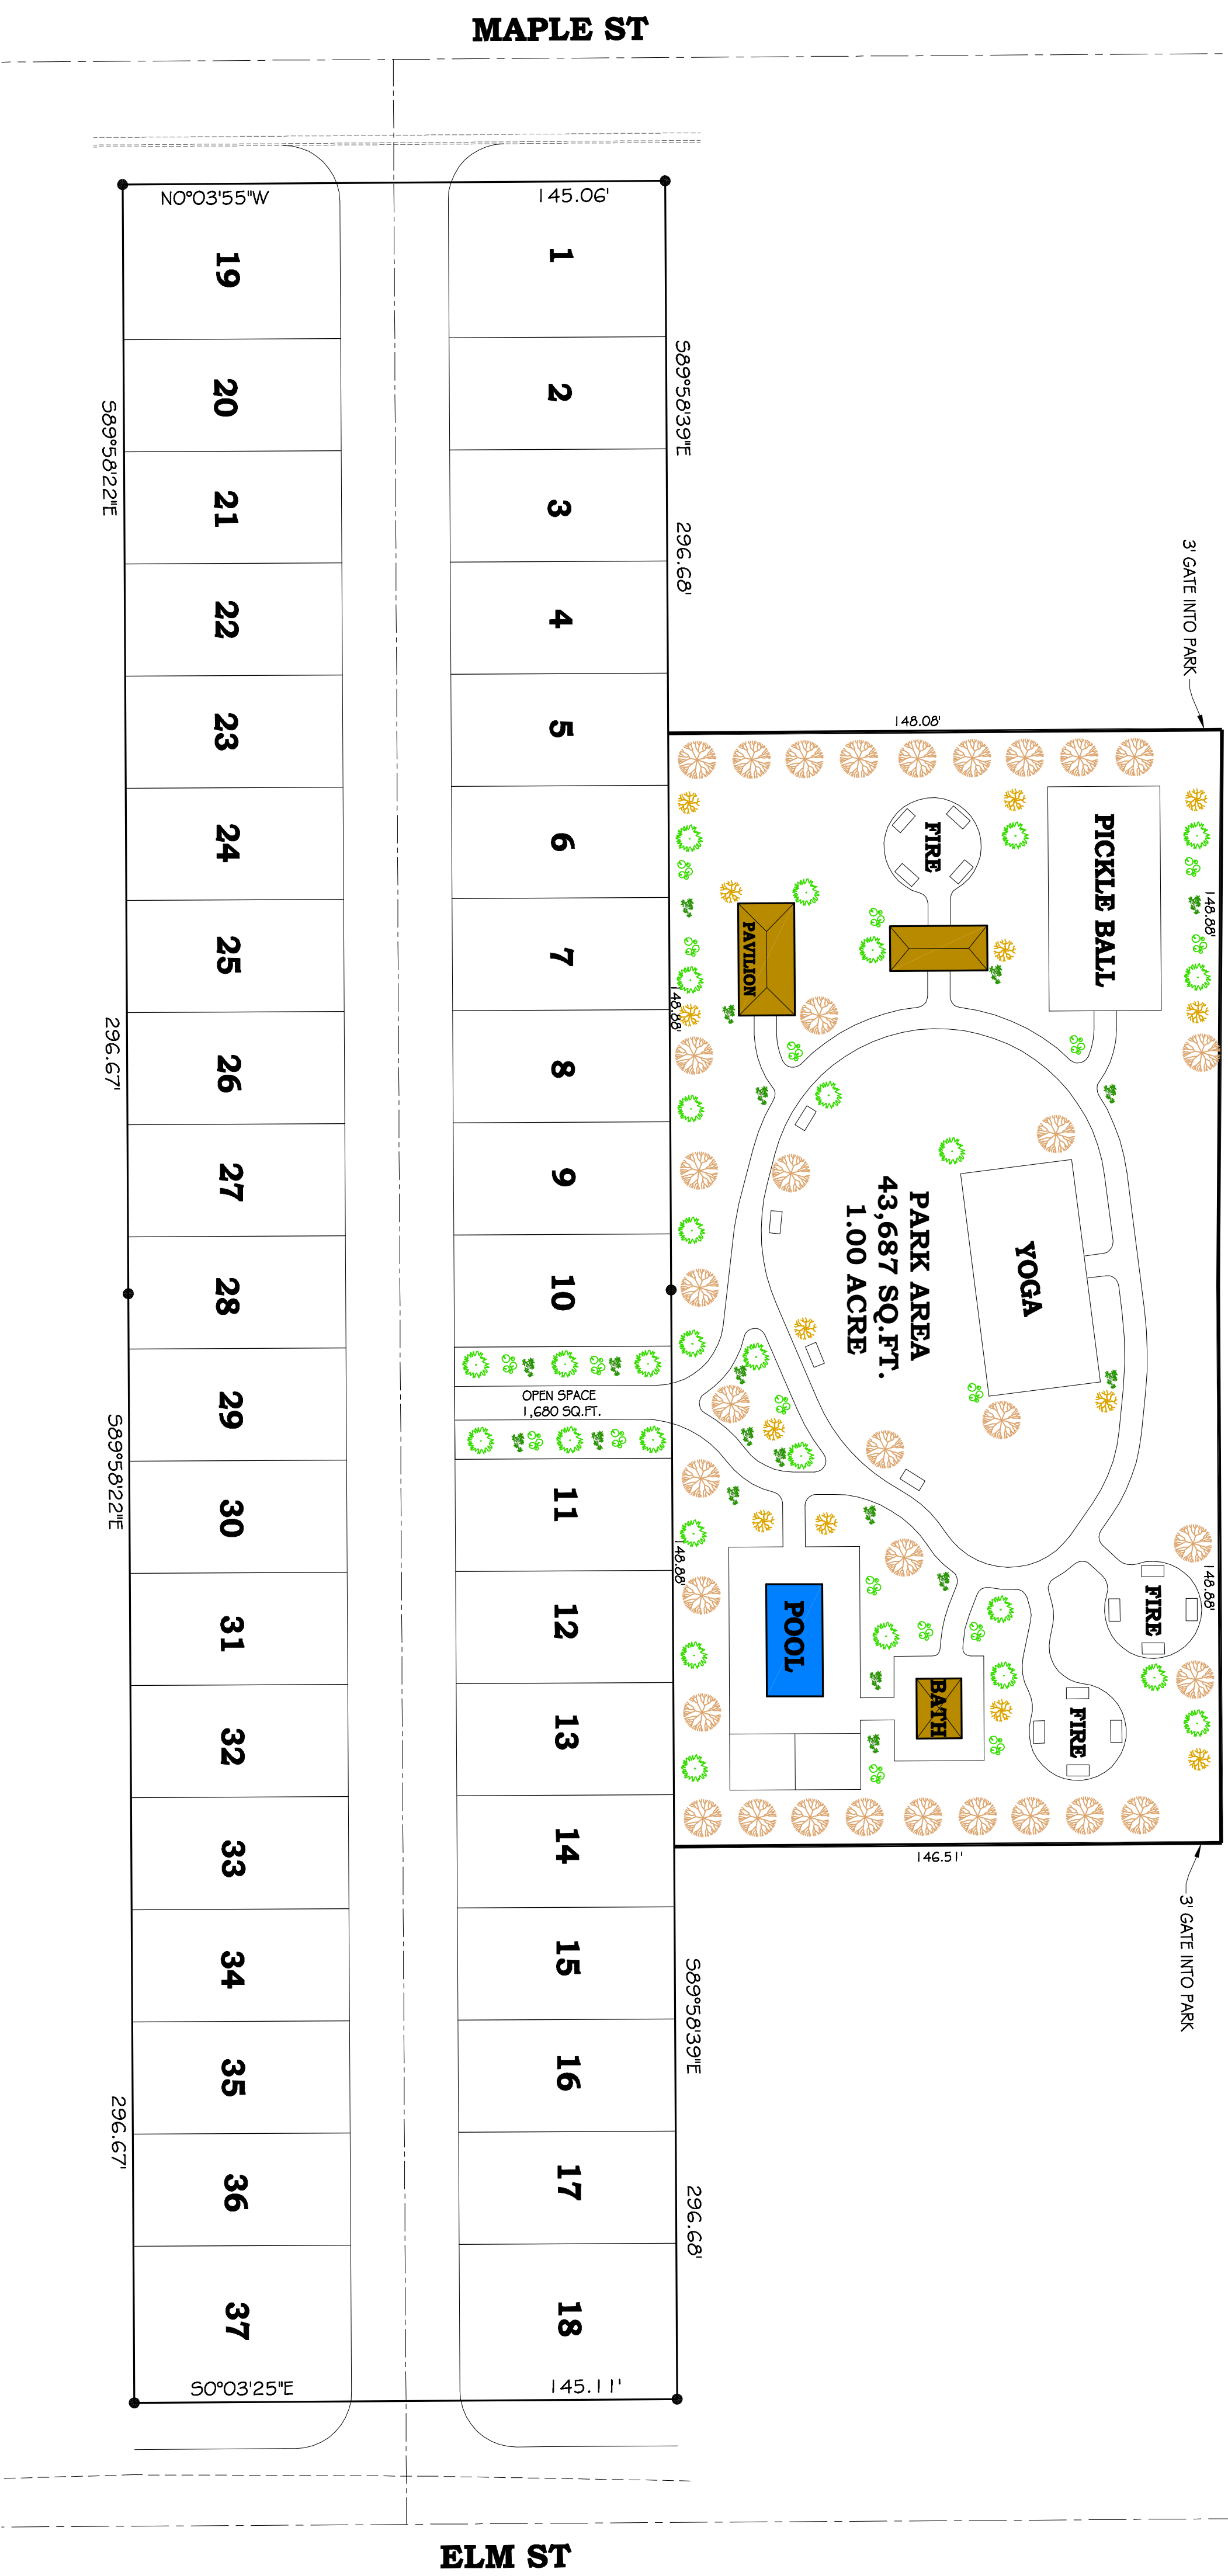 MAPLE ST
N0°03'55"W
145.06'
19
1
20
2
S89°58'39"E
S89°58'22"E
21
3
296.68'
22
4
3' GATE INTO PARK
23
5
148.08'
24
6
FIRE
PICKLE BALL
148.88'
25
7
PAVILION
148.88'
296.67'
26
8
27
9
PARK AREA
43,687 SQ.FT.
1.00 ACRE
YOGA
28
10
OPEN SPACE
1,680 SQ.FT.
29
S89°58'22"E
30
11
148.88'
148.88'
31
12
POOL
FIRE
32
13
BATH
FIRE
33
14
146.51'
3' GATE INTO PARK
34
15
S89°58'39"E
35
16
296.67'
36
17
296.68'
37
18
S0°03'25"E
145.11'
ELM ST